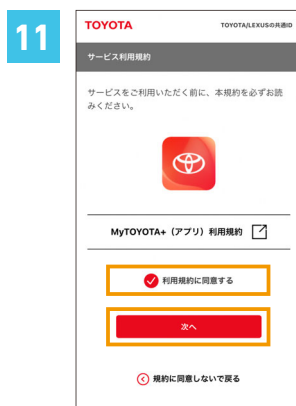 11
TOYOTA
TOYOTA/LEXUSの共通ID
サービス利用規約
サービスをご利用いただく前に、本規約を必ずお読
みください。
MyTOYOTA+（アプリ）利用規約
利用規約に同意する
次へ
規約に同意しないで戻る